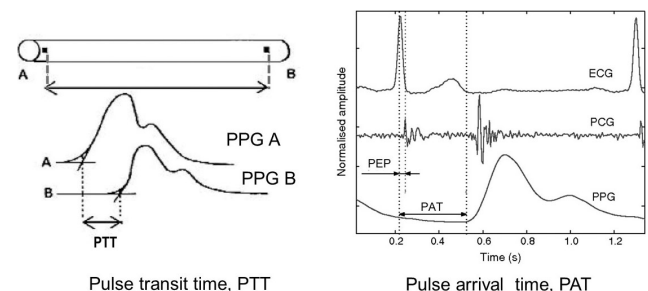 A
B
PPG A
A
PPG B
B
PTT
Pulse transit time, PTT
Normalised amplitude
ECG
PCG
PEP
PAT
PPG
0.2 0.4 0.6 0.8 1.0 1.2
Time (s)
Pulse arrival time, PAT